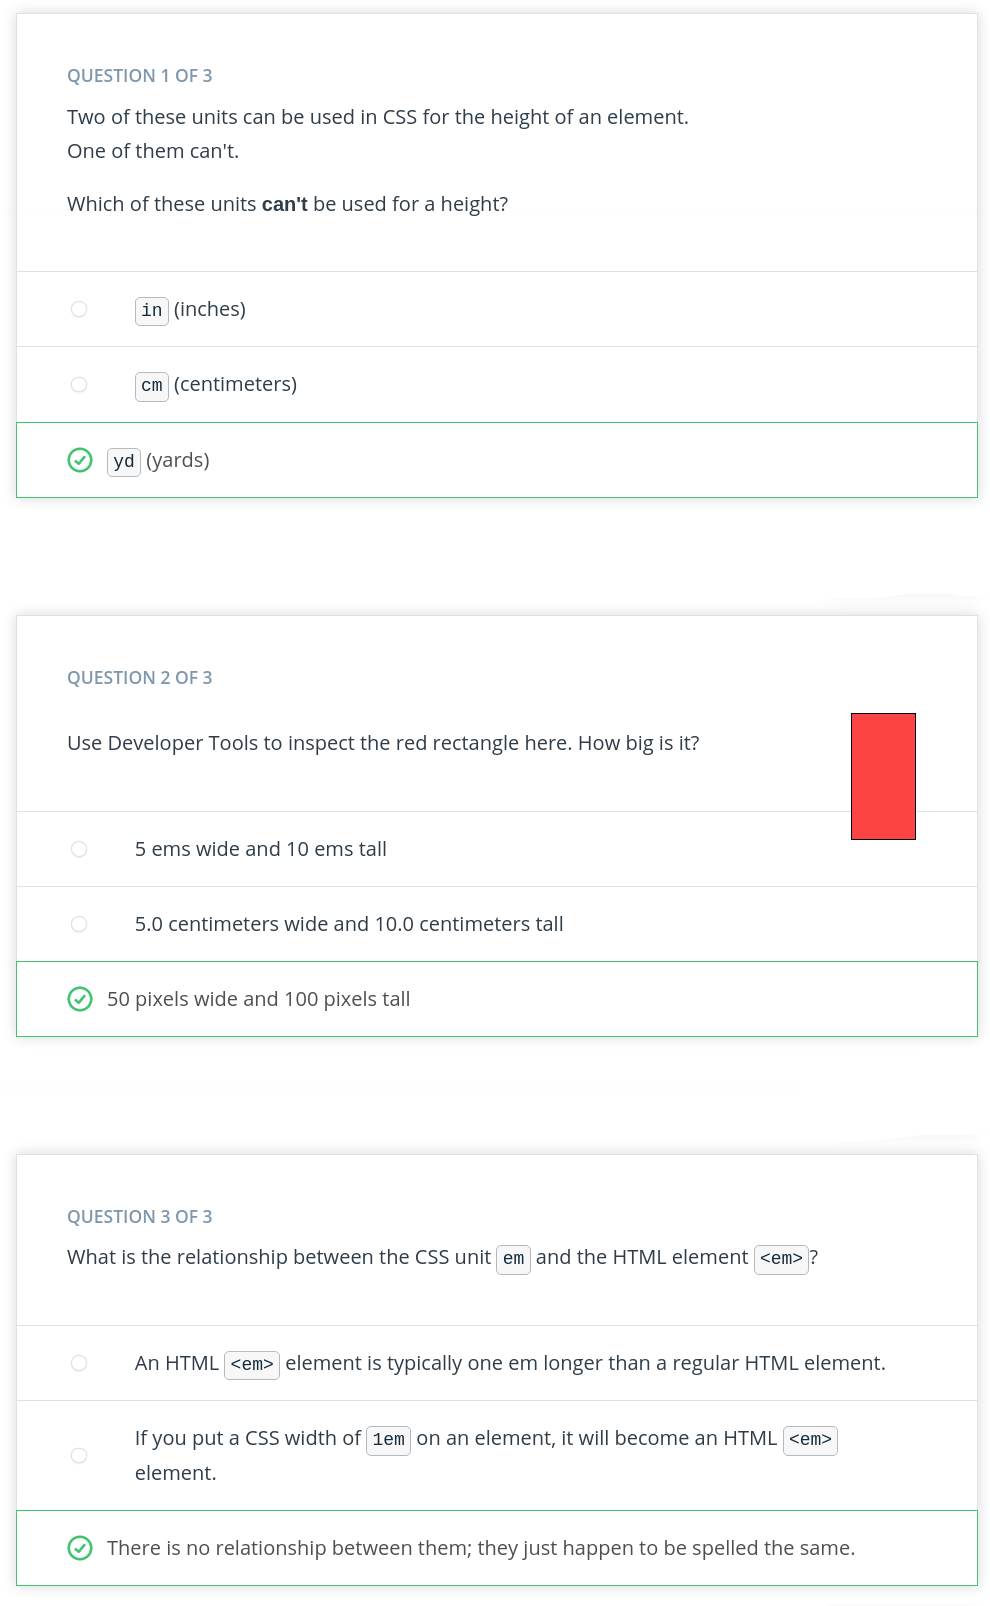 QUESTION 1 OF 3
Two of these units can be used in CSS for the height of an element.
One of them can't.
Which of these units can't be used for a height?
in (inches)
cm (centimeters)
yd (yards)
QUESTION 2 OF 3
Use Developer Tools to inspect the red rectangle here. How big is it?
5 ems wide and 10 ems tall
5.0 centimeters wide and 10.0 centimeters tall
50 pixels wide and 100 pixels tall
QUESTION 3 OF 3
What is the relationship between the CSS unit em and the HTML element <em>?
An HTML <em> element is typically one em longer than a regular HTML element.
If you put a CSS width of 1em on an element, it will become an HTML <em>
element.
There is no relationship between them; they just happen to be spelled the same.